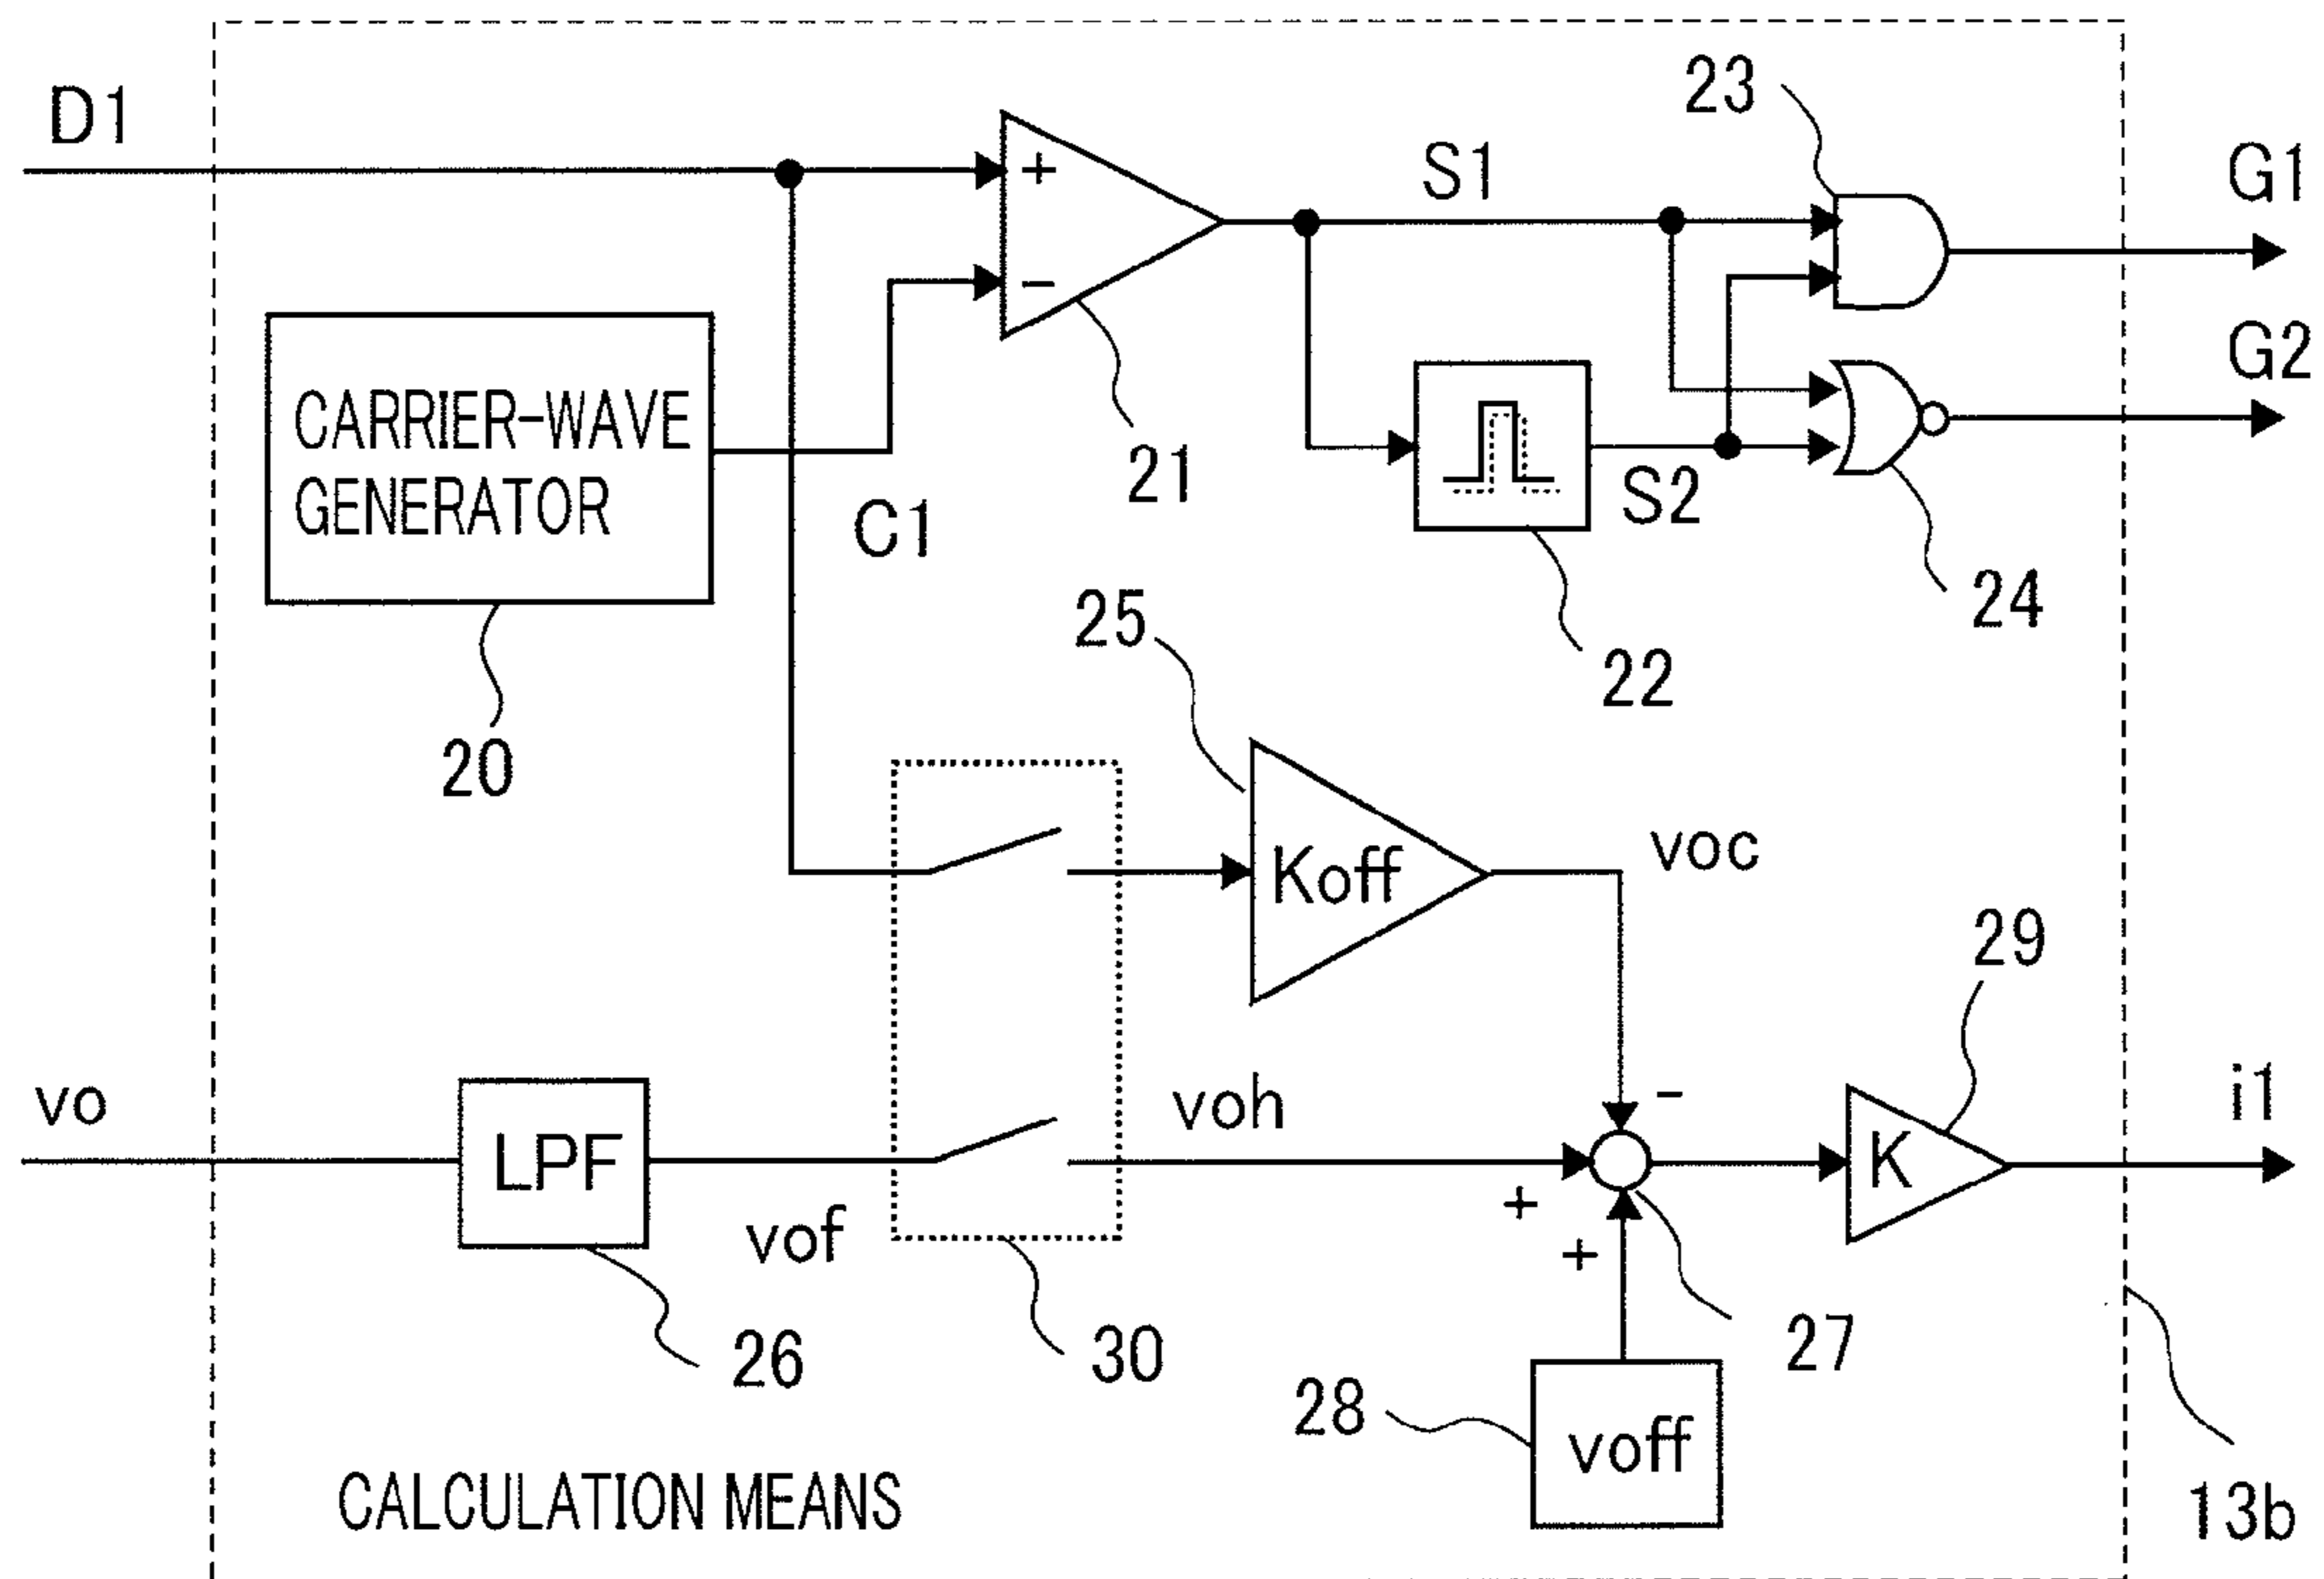 D1
+
-
S1
23
G1
G2
CARRIER-WAVE
GENERATOR
C1
21
S2
24
22
20
25
Koff
voc
29
vo
LPF
vof
voh
-
+
+
K
i1
26
30
27
28
voff
CALCULATION MEANS
13b